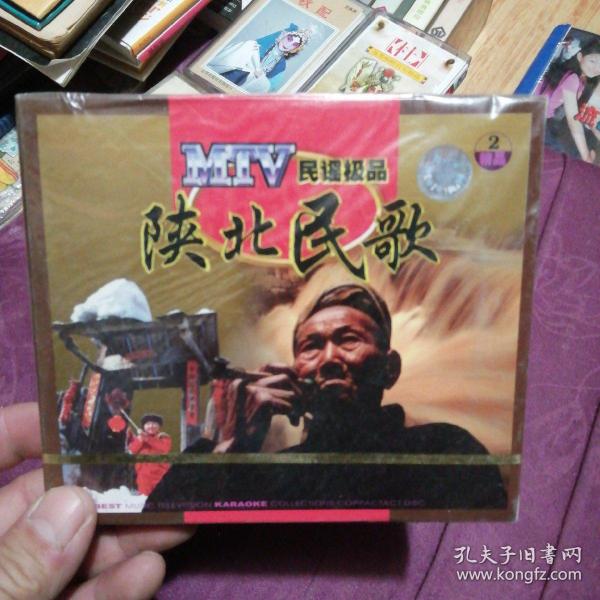 MTV 民谣极品
2
陕北民歌
BEST MUSIC TELEVISION KARAOKE COLLECTIONS COMPACT DISC
孔夫子旧书网
www.kongfz.com